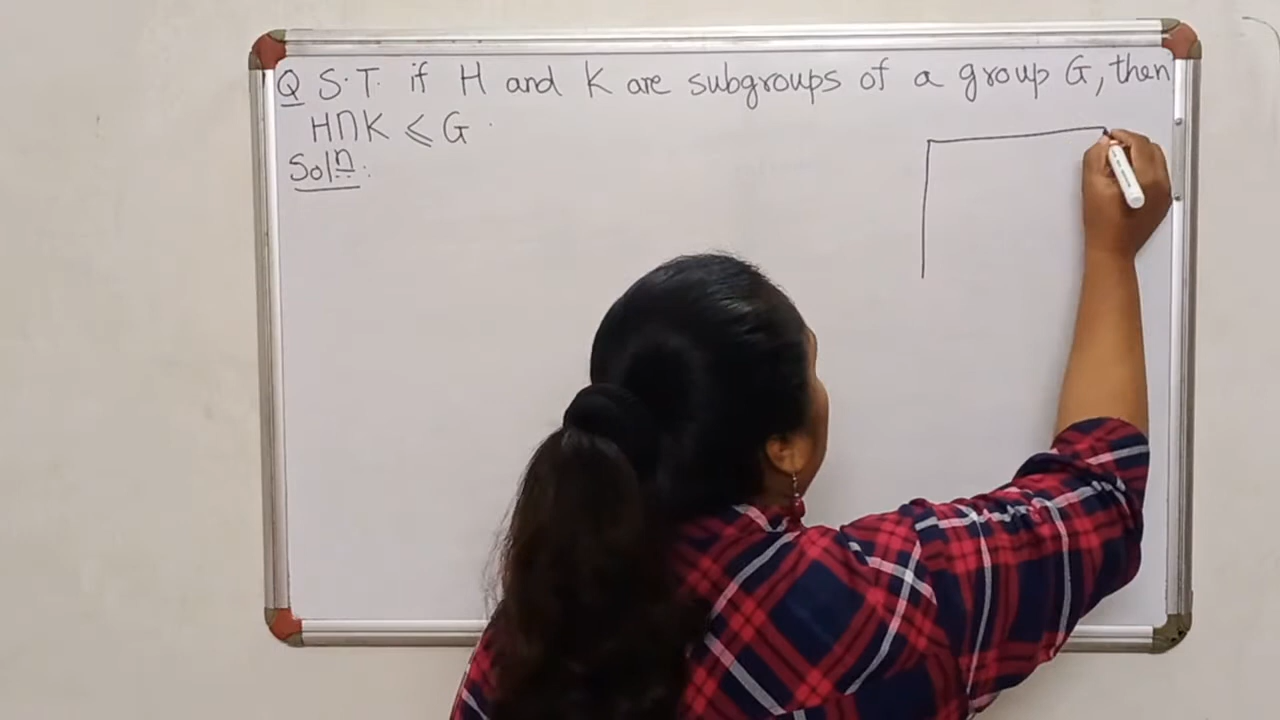 Q S.T. if H and K are subgroups of a group G, then
H∩K ≤ G.
Solⁿ: